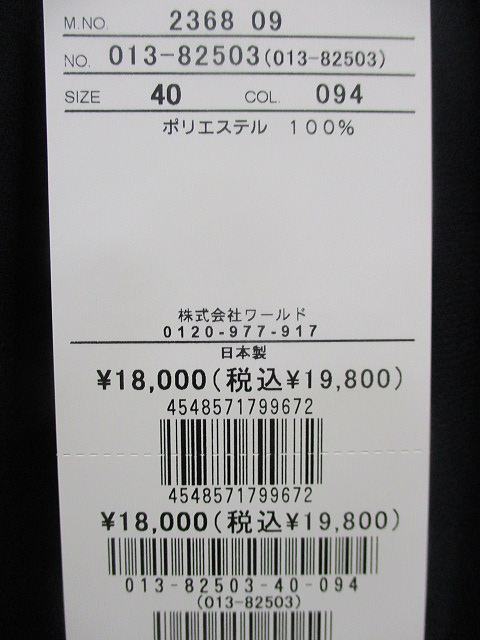 M.NO. 2368 09
NO. 013-82503(013-82503)
SIZE 40 COL. 094
ポリエステル 100%
株式会社ワールド
0120-977-917
日本製
¥18,000(税込¥19,800)
4548571799672
4548571799672
¥18,000(税込¥19,800)
013-82503-40-094
(013-82503)